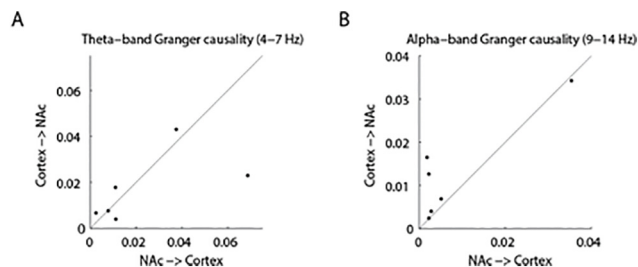 A
Theta-band Granger causality (4-7 Hz)
Cortex -> NAc
0.06
0.04
0.02
0
0
0.02
0.04
0.06
NAc -> Cortex
B
Alpha-band Granger causality (9-14 Hz)
Cortex -> NAc
0.04
0.03
0.02
0.01
0
0
0.02
0.04
NAc -> Cortex